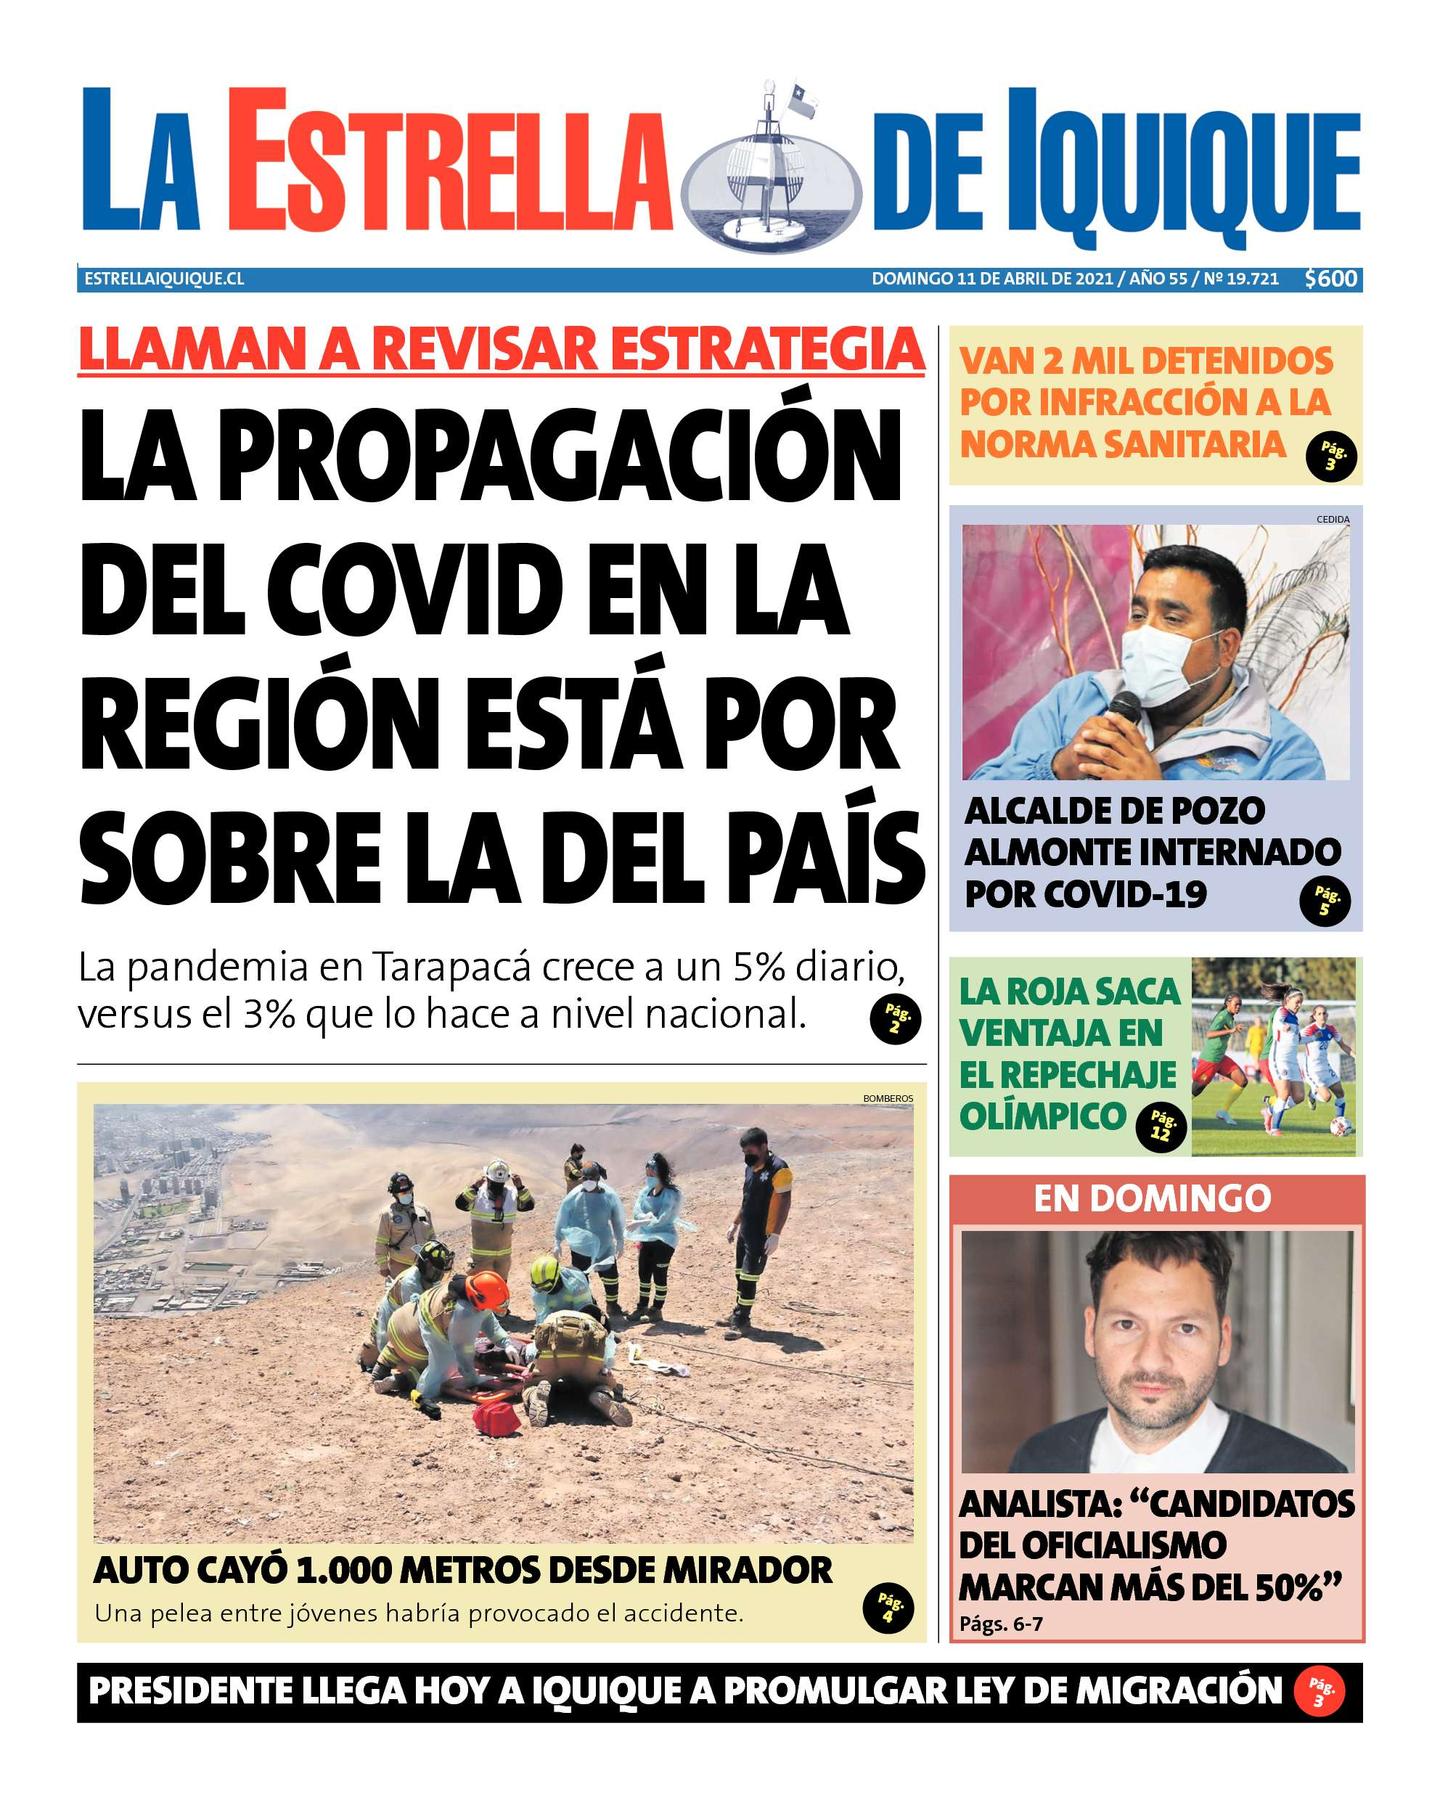 LA ESTRELLA DE IQUIQUE
ESTRELLAIQUIQUE.CL
DOMINGO 11 DE ABRIL DE 2021 / AÑO 55 / Nº 19.721 $600
LLAMAN A REVISAR ESTRATEGIA
LA PROPAGACIÓN
DEL COVID EN LA
REGIÓN ESTÁ POR
SOBRE LA DEL PAÍS
La pandemia en Tarapacá crece a un 5% diario,
versus el 3% que lo hace a nivel nacional.
Pág.
2
BOMBEROS
AUTO CAYÓ 1.000 METROS DESDE MIRADOR
Una pelea entre jóvenes habría provocado el accidente.
Pág.
4
VAN 2 MIL DETENIDOS
POR INFRACCIÓN A LA
NORMA SANITARIA
Pág.
3
CEDIDA
ALCALDE DE POZO
ALMONTE INTERNADO
POR COVID-19
Pág.
5
LA ROJA SACA
VENTAJA EN
EL REPECHAJE
OLÍMPICO
Pág.
12
EN DOMINGO
ANALISTA: “CANDIDATOS
DEL OFICIALISMO
MARCAN MÁS DEL 50%”
Págs. 6-7
PRESIDENTE LLEGA HOY A IQUIQUE A PROMULGAR LEY DE MIGRACIÓN
Pág.
3